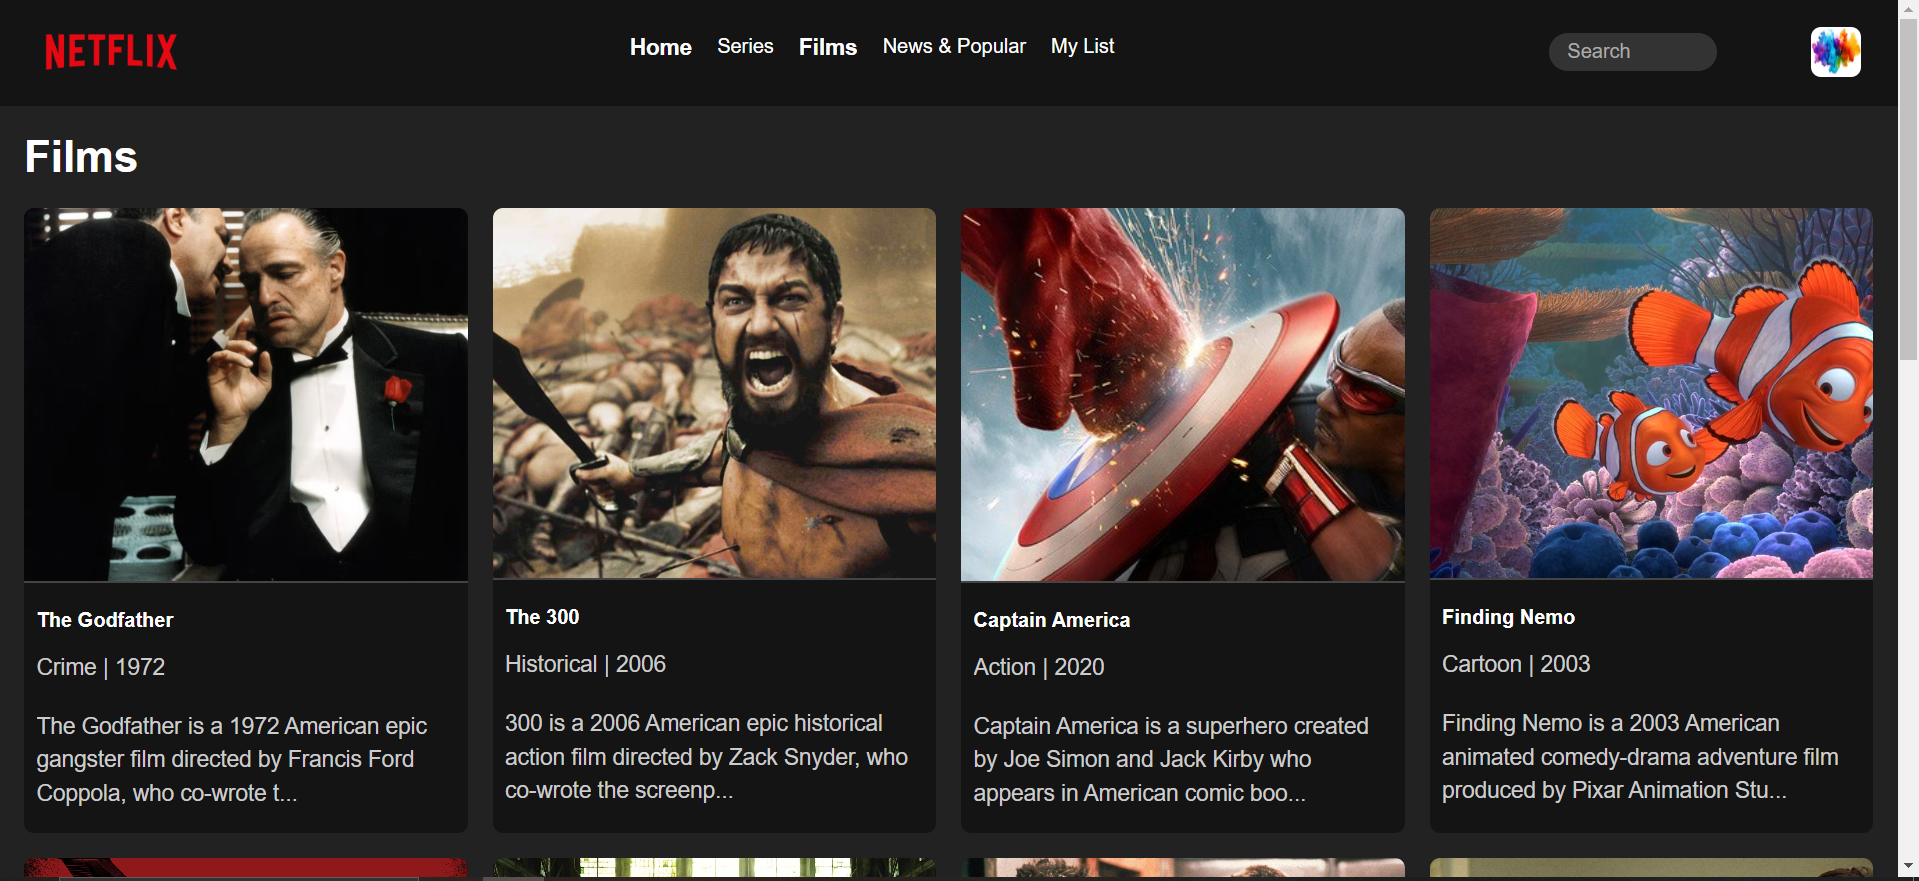 NETFLIX
Home Series Films News & Popular My List
Search
Films
The Godfather
Crime | 1972
The Godfather is a 1972 American epic
gangster film directed by Francis Ford
Coppola, who co-wrote t...
The 300
Historical | 2006
300 is a 2006 American epic historical
action film directed by Zack Snyder, who
co-wrote the screenp...
Captain America
Action | 2020
Captain America is a superhero created
by Joe Simon and Jack Kirby who
appears in American comic boo...
Finding Nemo
Cartoon | 2003
Finding Nemo is a 2003 American
animated comedy-drama adventure film
produced by Pixar Animation Stu...